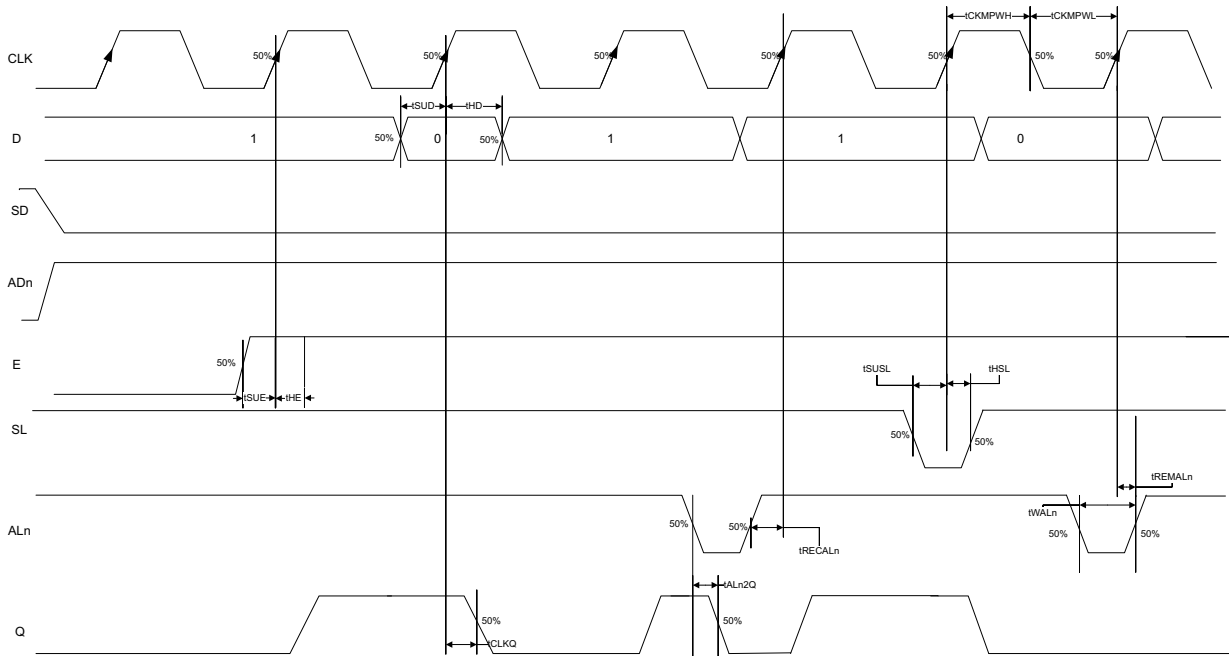 tCKMPWH tCKMPWL
CLK 50% 50% 50% 50% 50% 50% 50%
tSUD tHD
D 1 50% 0 50% 1 1 0
SD
ADn
E 50%
tSUE tHE
tSUSL tHSL
SL 50% 50%
tREMALn
tWALn
ALn 50% 50% 50% 50%
tRECALn
tALn2Q
Q 50% 50%
tCLKQ